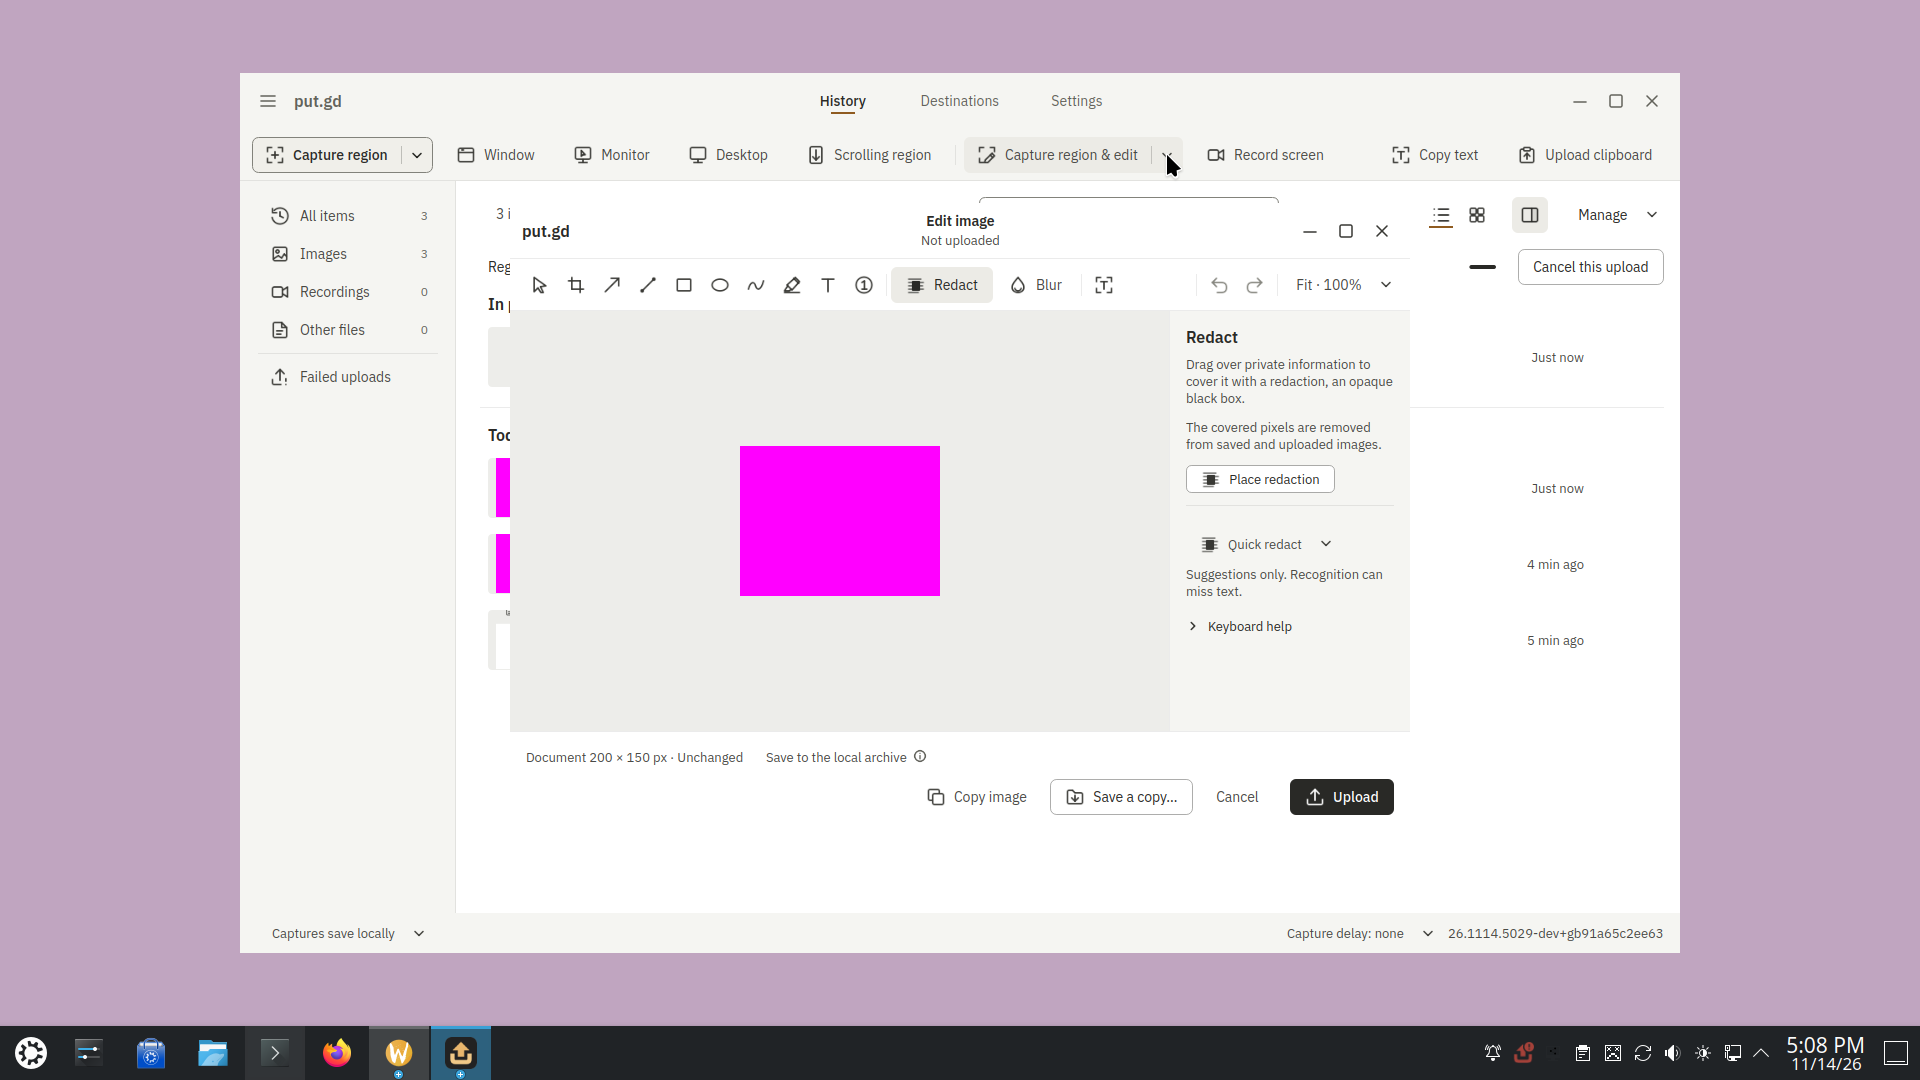 put.gd
History
Destinations
Settings
Capture region
Window
Monitor
Desktop
Scrolling region
Capture region & edit
Record screen
Copy text
Upload clipboard
All items 3
Images 3
Recordings 0
Other files 0
Failed uploads
3 i
Manage
Reg
Cancel this upload
In
Just now
Tod
Just now
4 min ago
5 min ago
put.gd
Edit image
Not uploaded
Redact
Blur
Fit · 100%
Redact
Drag over private information to
cover it with a redaction, an opaque
black box.
The covered pixels are removed
from saved and uploaded images.
Place redaction
Quick redact
Suggestions only. Recognition can
miss text.
Keyboard help
Document 200 × 150 px · Unchanged
Save to the local archive
Copy image
Save a copy...
Cancel
Upload
Captures save locally
Capture delay: none
26.1114.5029-dev+gb91a65c2ee63
5:08 PM
11/14/26